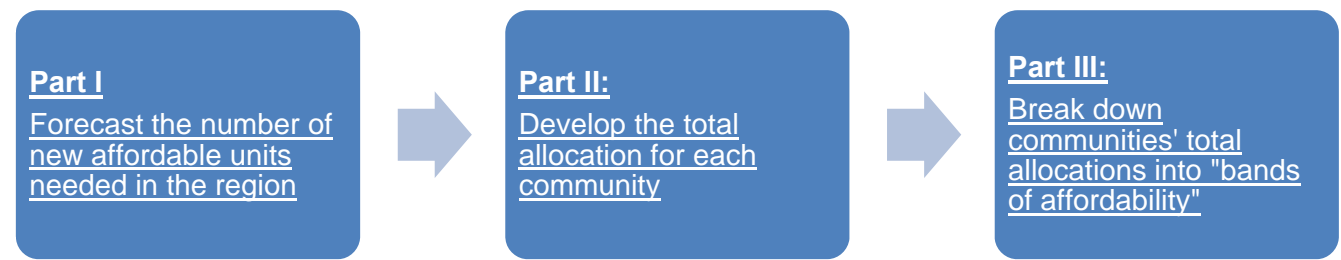 Part I
Forecast the number of
new affordable units
needed in the region
Part II:
Develop the total
allocation for each
community
Part III:
Break down
communities' total
allocations into "bands
of affordability"